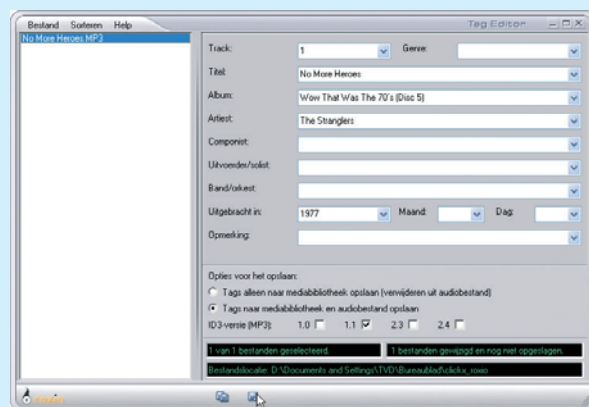 Bestand Sorteren Help
Tag Editor
No More Heroes.MP3
Track: 1 Genre:
Titel: No More Heroes
Album: Wow That Was The 70's (Disc 5)
Artiest: The Stranglers
Componist:
Uitvoerder/solist:
Band/orkest:
Uitgebracht in: 1977 Maand: Dag:
Opmerking:
Opties voor het opslaan:
Tags alleen naar mediabibliotheek opslaan (verwijderen uit audiobestand)
Tags naar mediabibliotheek en audiobestand opslaan
ID3-versie (MP3): 1.0 1.1 2.3 2.4
1 van 1 bestanden geselecteerd. 1 bestanden gewijzigd en nog niet opgeslagen.
Bestandslocatie: D:\Documents and Settings\TVD\Bureaublad\clickx_roxio
roxio